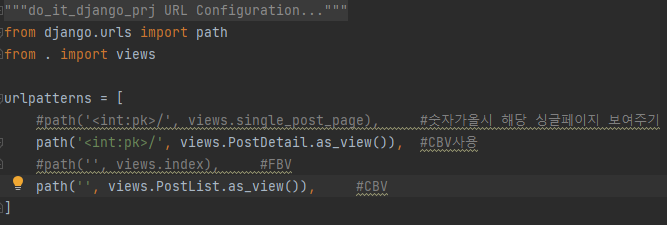 """do_it_django_prj URL Configuration..."""
from django.urls import path
from . import views
urlpatterns = [
#path('<int:pk>/', views.single_post_page),     #숫자가올시 해당 싱글페이지 보여주기
path('<int:pk>/', views.PostDetail.as_view()),  #CBV사용
#path('', views.index),     #FBV
path('', views.PostList.as_view()),     #CBV
]